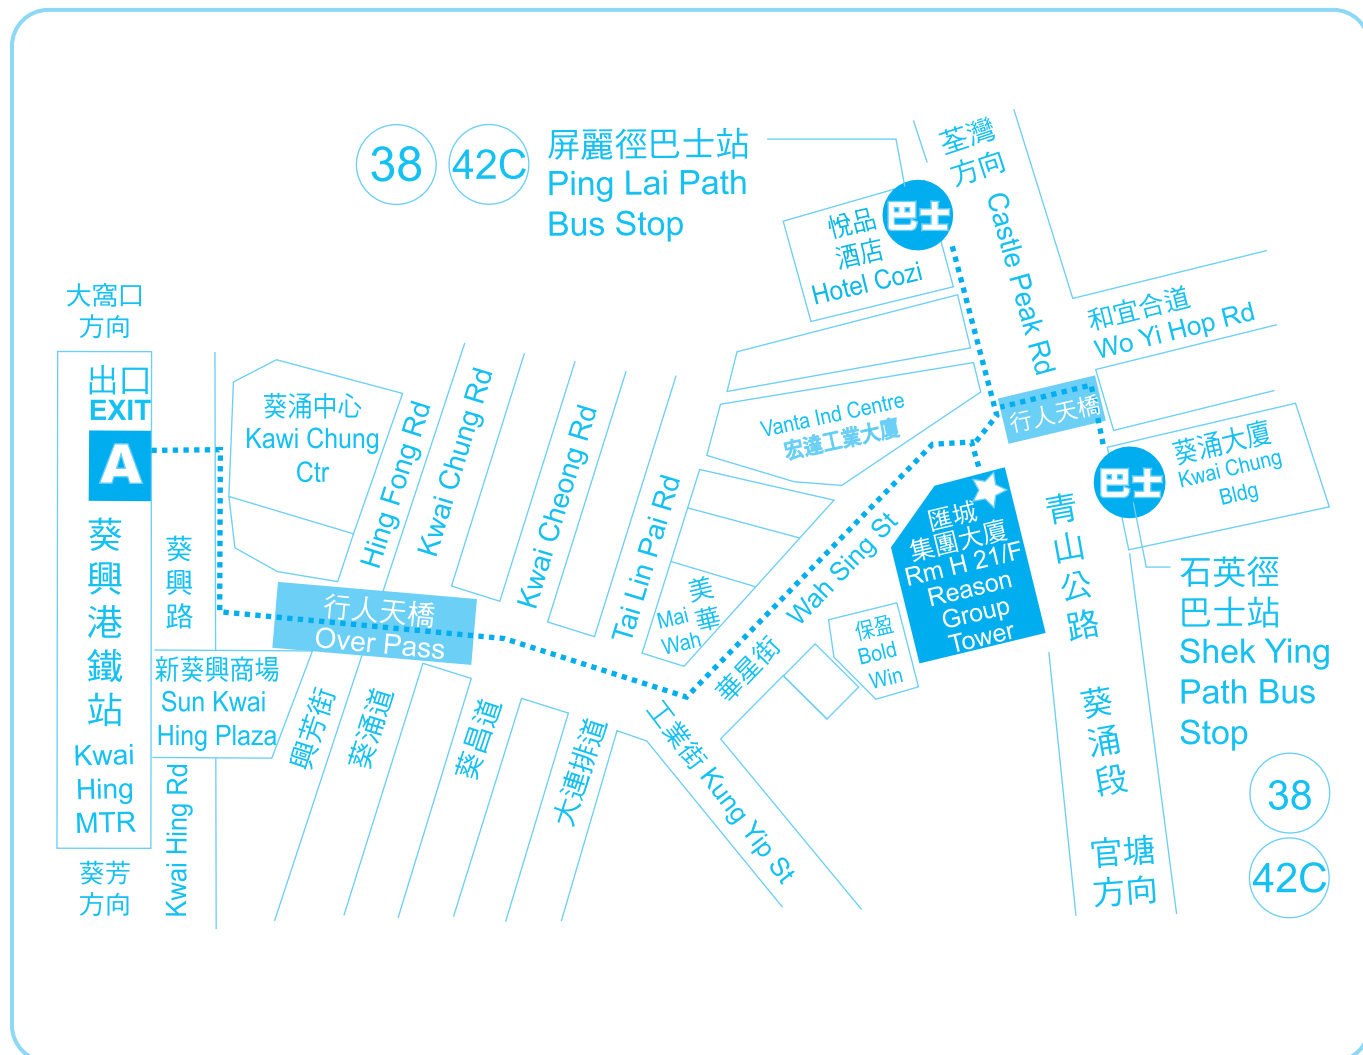 38
42C
屏麗徑巴士站
Ping Lai Path
Bus Stop
荃灣
方向
Castle Peak Rd
巴士
悅品
酒店
Hotel Cozi
和宜合道
Wo Yi Hop Rd
大窩口
方向
出口
EXIT
A
葵興港鐵站
Kwai
Hing
MTR
葵芳
方向
葵興路
Kwai Hing Rd
葵涌中心
Kawi Chung
Ctr
新葵興商場
Sun Kwai
Hing Plaza
Hing Fong Rd
Kwai Chung Rd
Kwai Cheong Rd
Tai Lin Pai Rd
行人天橋
Over Pass
興芳街
葵涌道
葵昌道
大連排道
工業街 Kung Yip St
美華
Mai
Wah
華星街
Wah Sing St
Vanta Ind Centre
宏達工業大廈
行人天橋
匯城
集團大廈
Rm H 21/F
Reason
Group
Tower
保盈
Bold
Win
巴士
葵涌大廈
Kwai Chung
Bldg
青山公路
葵涌段
官塘
方向
石英徑
巴士站
Shek Ying
Path Bus
Stop
38
42C